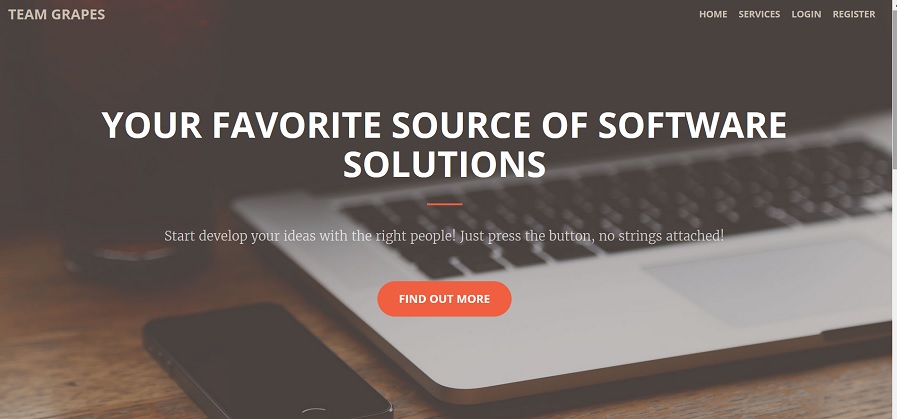 TEAM GRAPES
HOME SERVICES LOGIN REGISTER
YOUR FAVORITE SOURCE OF SOFTWARE
SOLUTIONS
Start develop your ideas with the right people! Just press the button, no strings attached!
FIND OUT MORE